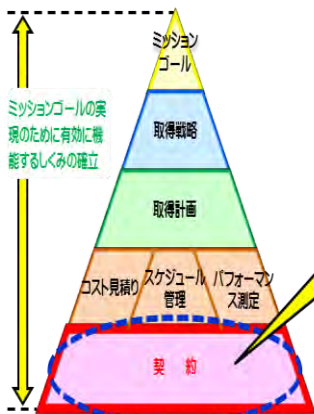 ミッション
ゴール
ミッションゴールの実
現のために有効に機
能するしくみの確立
取得戦略
取得計画
コスト見積り
スケジュール
管理
パフォーマン
ス測定
契 約